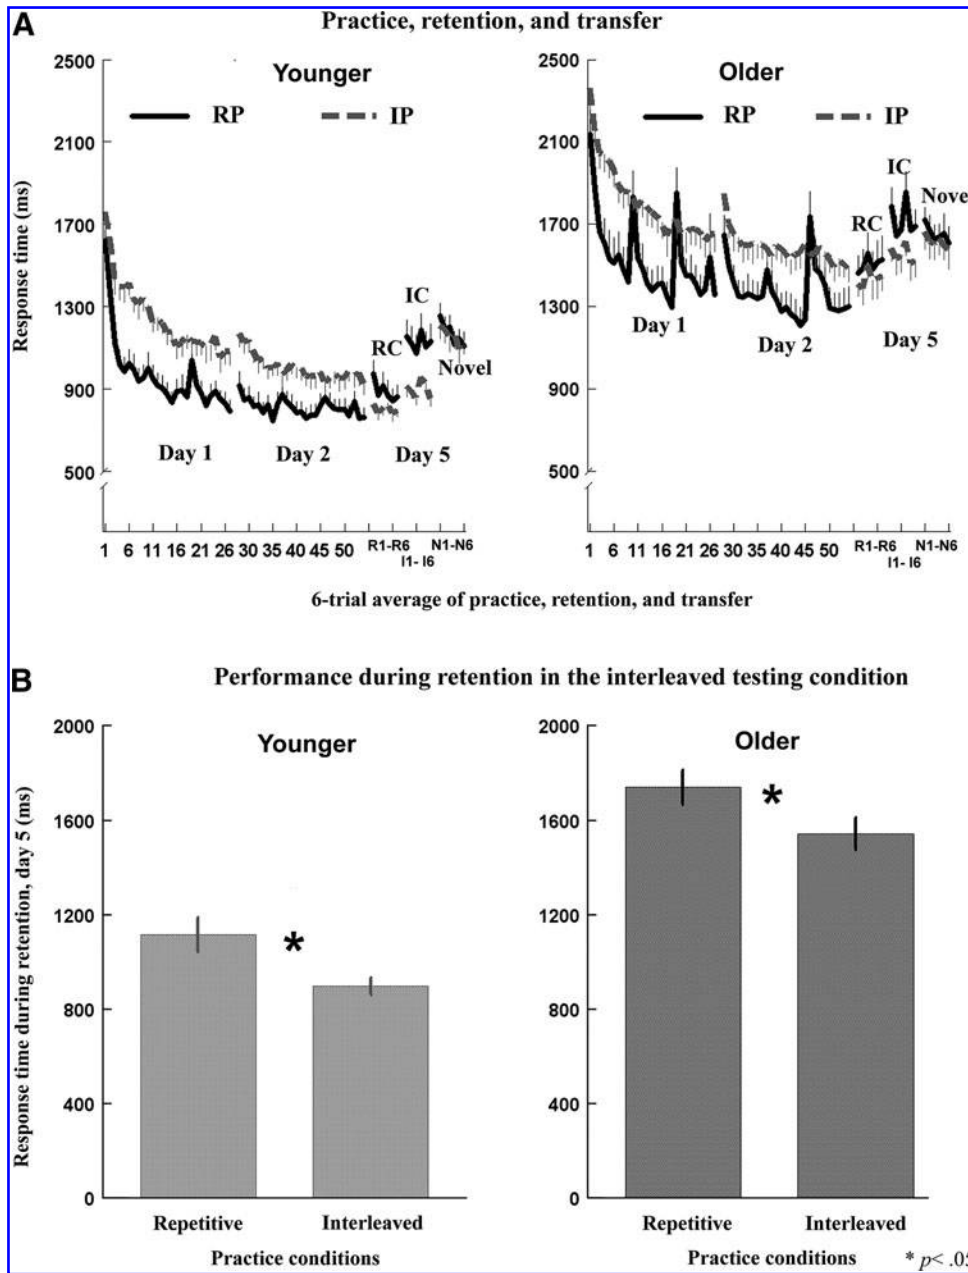 A
Practice, retention, and transfer
Younger
RP
IP
Older
RP
IP
Response time (ms)
2500
2100
1700
1300
900
500
RC
IC
Novel
Day 1
Day 2
Day 5
1 6 11 16 21 26 35 40 45 50
R1-R6
I1- I6
N1-N6
2500
2100
1700
1300
900
500
RC
IC
Nove
Day 1
Day 2
Day 5
1 6 11 16 21 26 35 40 45 50
R1-R6
I1- I6
N1-N6
6-trial average of practice, retention, and transfer
B
Performance during retention in the interleaved testing condition
Response time during retention, day 5 (ms)
Younger
2000
1600
1200
800
400
0
*
Repetitive Interleaved
Practice conditions
Older
2000
1600
1200
800
400
0
*
Repetitive Interleaved
Practice conditions
* p< .05